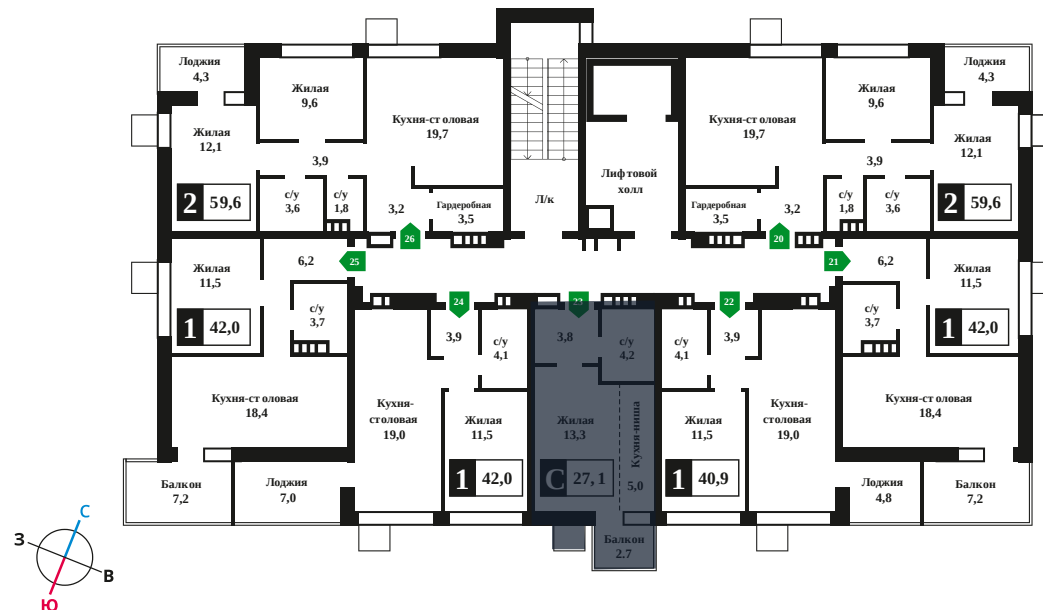 Лоджия
4,3
Жилая
9,6
Жилая
12,1
Кухня-столовая
19,7
3,9
с/у
3,6
с/у
1,8
3,2
Гардеробная
3,5
2 59,6
Л/к
Лифтовой
холл
Кухня-столовая
19,7
Жилая
9,6
Лоджия
4,3
Жилая
12,1
3,9
Гардеробная
3,5
3,2
с/у
1,8
с/у
3,6
2 59,6
26
20
25
21
Жилая
11,5
6,2
с/у
3,7
1 42,0
Кухня-столовая
18,4
Балкон
7,2
Лоджия
7,0
24
3,9
с/у
4,1
Кухня-
столовая
19,0
Жилая
11,5
1 42,0
23
3,8
с/у
4,2
Жилая
13,3
Кухня-ниша
5,0
С 27,1
Балкон
2.7
22
с/у
4,1
3,9
Жилая
11,5
Кухня-
столовая
19,0
1 40,9
6,2
Жилая
11,5
с/у
3,7
1 42,0
Кухня-столовая
18,4
Лоджия
4,8
Балкон
7,2
С
З
В
Ю